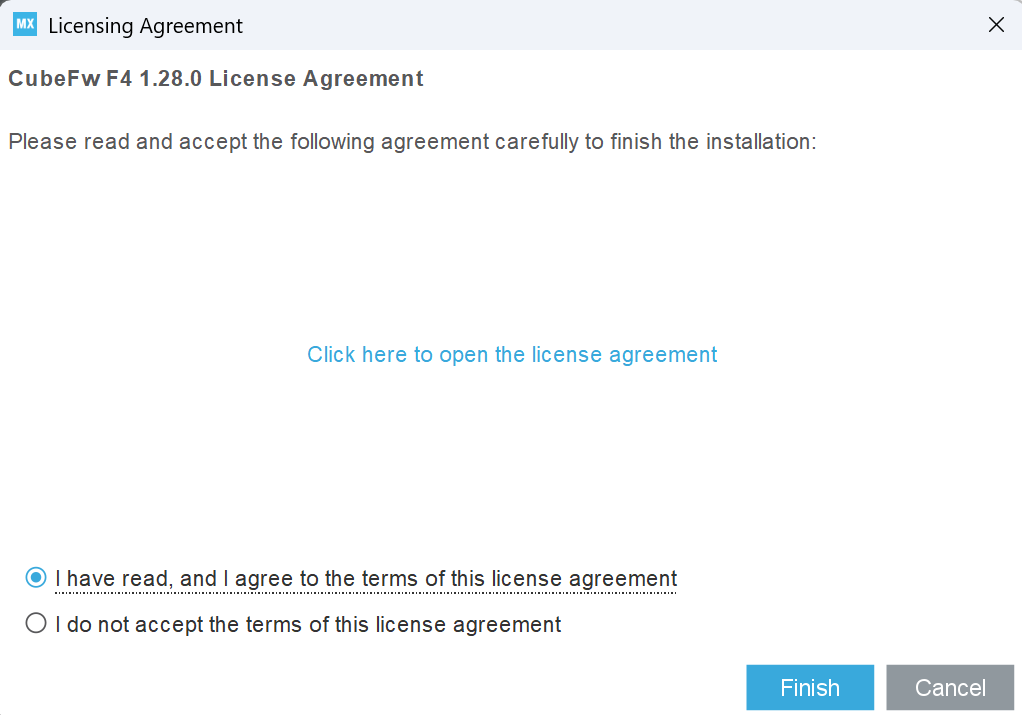 MX Licensing Agreement
CubeFw F4 1.28.0 License Agreement
Please read and accept the following agreement carefully to finish the installation:
Click here to open the license agreement
I have read, and I agree to the terms of this license agreement
I do not accept the terms of this license agreement
Finish Cancel